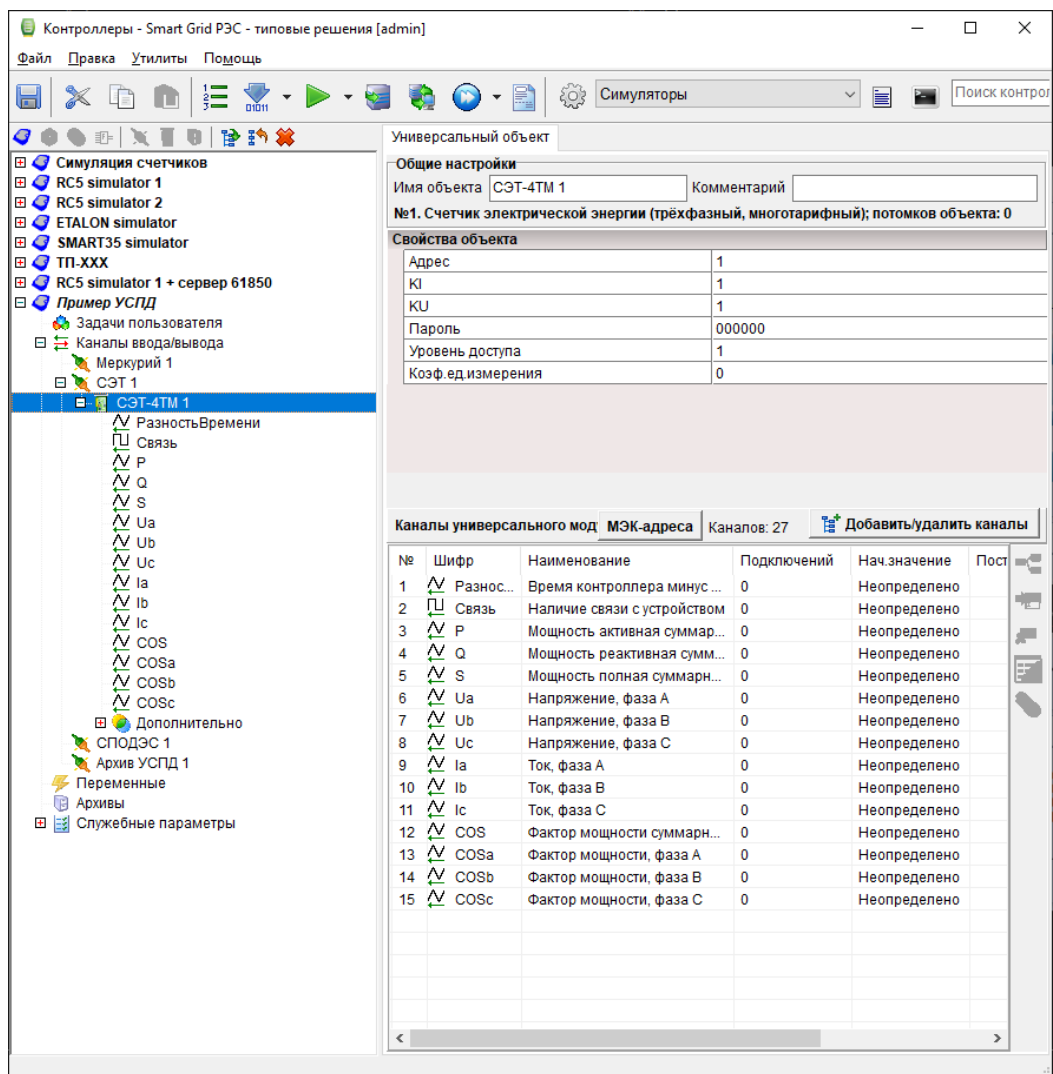 Контроллеры - Smart Grid РЭС - типовые решения [admin]
Файл Правка Утилиты Помощь
Симуляторы
Поиск контрол
Симуляция счетчиков
RC5 simulator 1
RC5 simulator 2
ETALON simulator
SMART35 simulator
ТП-XXX
RC5 simulator 1 + сервер 61850
Пример УСПД
Задачи пользователя
Каналы ввода/вывода
Меркурий 1
СЭТ 1
СЭТ-4ТМ 1
РазностьВремени
Связь
P
Q
S
Ua
Ub
Uc
Ia
Ib
Ic
COS
COSa
COSb
COSc
Дополнительно
СПОДЭС 1
Архив УСПД 1
Переменные
Архивы
Служебные параметры
Универсальный объект
Общие настройки
Имя объекта СЭТ-4ТМ 1 Комментарий
№1. Счетчик электрической энергии (трёхфазный, многотарифный); потомков объекта: 0
Свойства объекта
Адрес 1
KI 1
KU 1
Пароль 000000
Уровень доступа 1
Коэф.ед.измерения 0
Каналы универсального мод МЭК-адреса Каналов: 27 Добавить/удалить каналы
№ Шифр Наименование Подключений Нач.значение Пост
1 Разнос... Время контроллера минус ... 0 Неопределено
2 Связь Наличие связи с устройством 0 Неопределено
3 P Мощность активная суммар... 0 Неопределено
4 Q Мощность реактивная сумм... 0 Неопределено
5 S Мощность полная суммарн... 0 Неопределено
6 Ua Напряжение, фаза A 0 Неопределено
7 Ub Напряжение, фаза B 0 Неопределено
8 Uc Напряжение, фаза C 0 Неопределено
9 Ia Ток, фаза A 0 Неопределено
10 Ib Ток, фаза B 0 Неопределено
11 Ic Ток, фаза C 0 Неопределено
12 COS Фактор мощности суммарн... 0 Неопределено
13 COSa Фактор мощности, фаза A 0 Неопределено
14 COSb Фактор мощности, фаза B 0 Неопределено
15 COSc Фактор мощности, фаза C 0 Неопределено